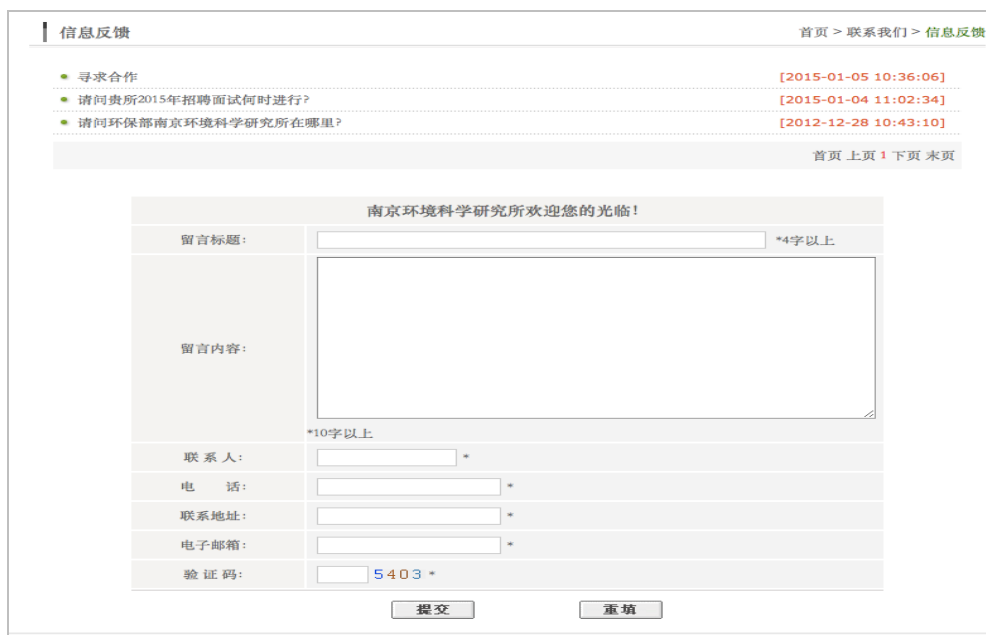 信息反馈 首页 > 联系我们 > 信息反馈
寻求合作 [2015-01-05 10:36:06]
请问贵所2015年招聘面试何时进行? [2015-01-04 11:02:34]
请问环保部南京环境科学研究所在哪里? [2012-12-28 10:43:10]
首页 上页 1 下页 末页
南京环境科学研究所欢迎您的光临!
留言标题: *4字以上
留言内容:
*10字以上
联 系 人: *
电 话: *
联系地址: *
电子邮箱: *
验 证 码: 5403 *
提交 重填